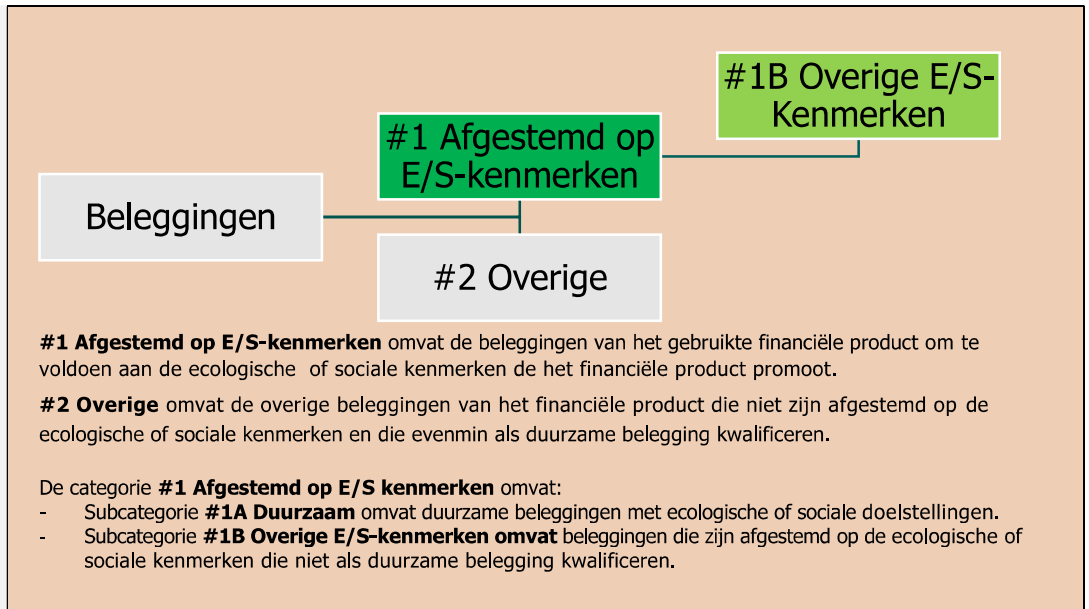 #1B Overige E/S-
Kenmerken
#1 Afgestemd op
E/S-kenmerken
Beleggingen
#2 Overige
#1 Afgestemd op E/S-kenmerken omvat de beleggingen van het gebruikte financiële product om te
voldoen aan de ecologische of sociale kenmerken de het financiële product promoot.
#2 Overige omvat de overige beleggingen van het financiële product die niet zijn afgestemd op de
ecologische of sociale kenmerken en die evenmin als duurzame belegging kwalificeren.
De categorie #1 Afgestemd op E/S kenmerken omvat:
- Subcategorie #1A Duurzaam omvat duurzame beleggingen met ecologische of sociale doelstellingen.
- Subcategorie #1B Overige E/S-kenmerken omvat beleggingen die zijn afgestemd op de ecologische of
sociale kenmerken die niet als duurzame belegging kwalificeren.